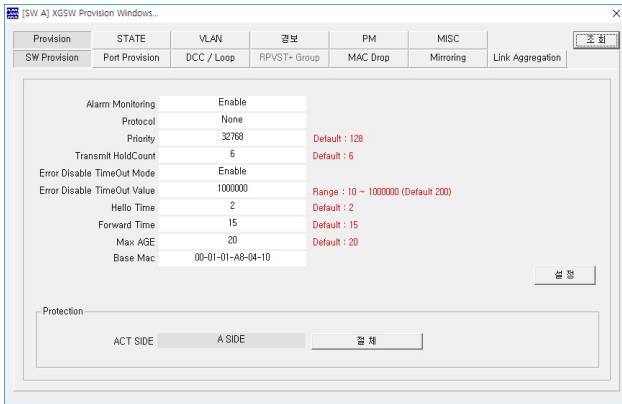 [SW A] XGSW Provision Windows...
Provision STATE VLAN 경보 PM MISC 조 회
SW Provision Port Provision DCC / Loop RPVST+ Group MAC Drop Mirroring Link Aggregation
Alarm Monitoring Enable
Protocol None
Priority 32768 Default : 128
Transmit HoldCount 6 Default : 6
Error Disable TimeOut Mode Enable
Error Disable TimeOut Value 1000000 Range : 10 ~ 1000000 (Default 200)
Hello Time 2 Default : 2
Forward Time 15 Default : 15
Max AGE 20 Default : 20
Base Mac 00-01-01-A8-04-10
설 정
Protection
ACT SIDE A SIDE 절 체